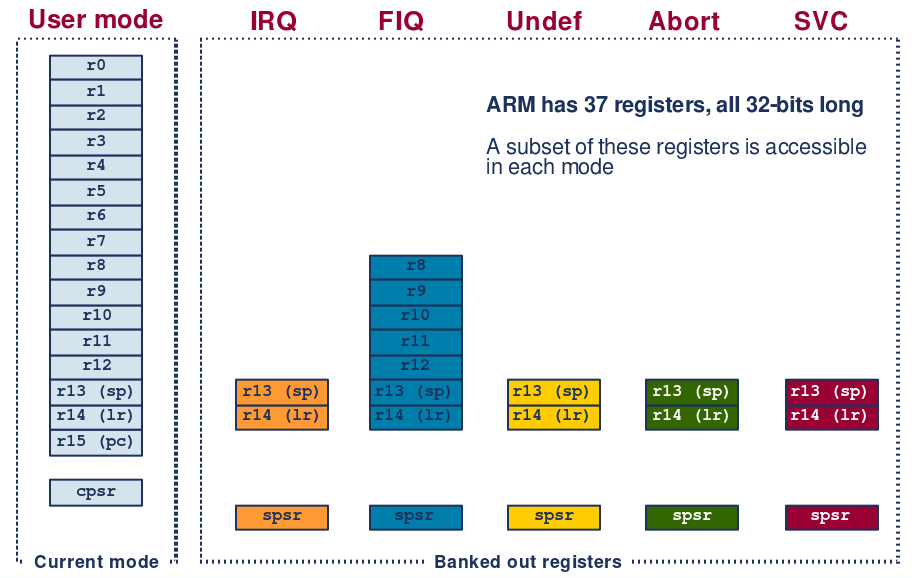 User mode
IRQ
FIQ
Undef
Abort
SVC
r0
r1
r2
r3
r4
r5
r6
r7
r8
r9
r10
r11
r12
r13 (sp)
r14 (lr)
r15 (pc)
cpsr
Current mode
ARM has 37 registers, all 32-bits long
A subset of these registers is accessible
in each mode
r13 (sp)
r14 (lr)
spsr
r8
r9
r10
r11
r12
r13 (sp)
r14 (lr)
spsr
r13 (sp)
r14 (lr)
spsr
r13 (sp)
r14 (lr)
spsr
r13 (sp)
r14 (lr)
spsr
Banked out registers